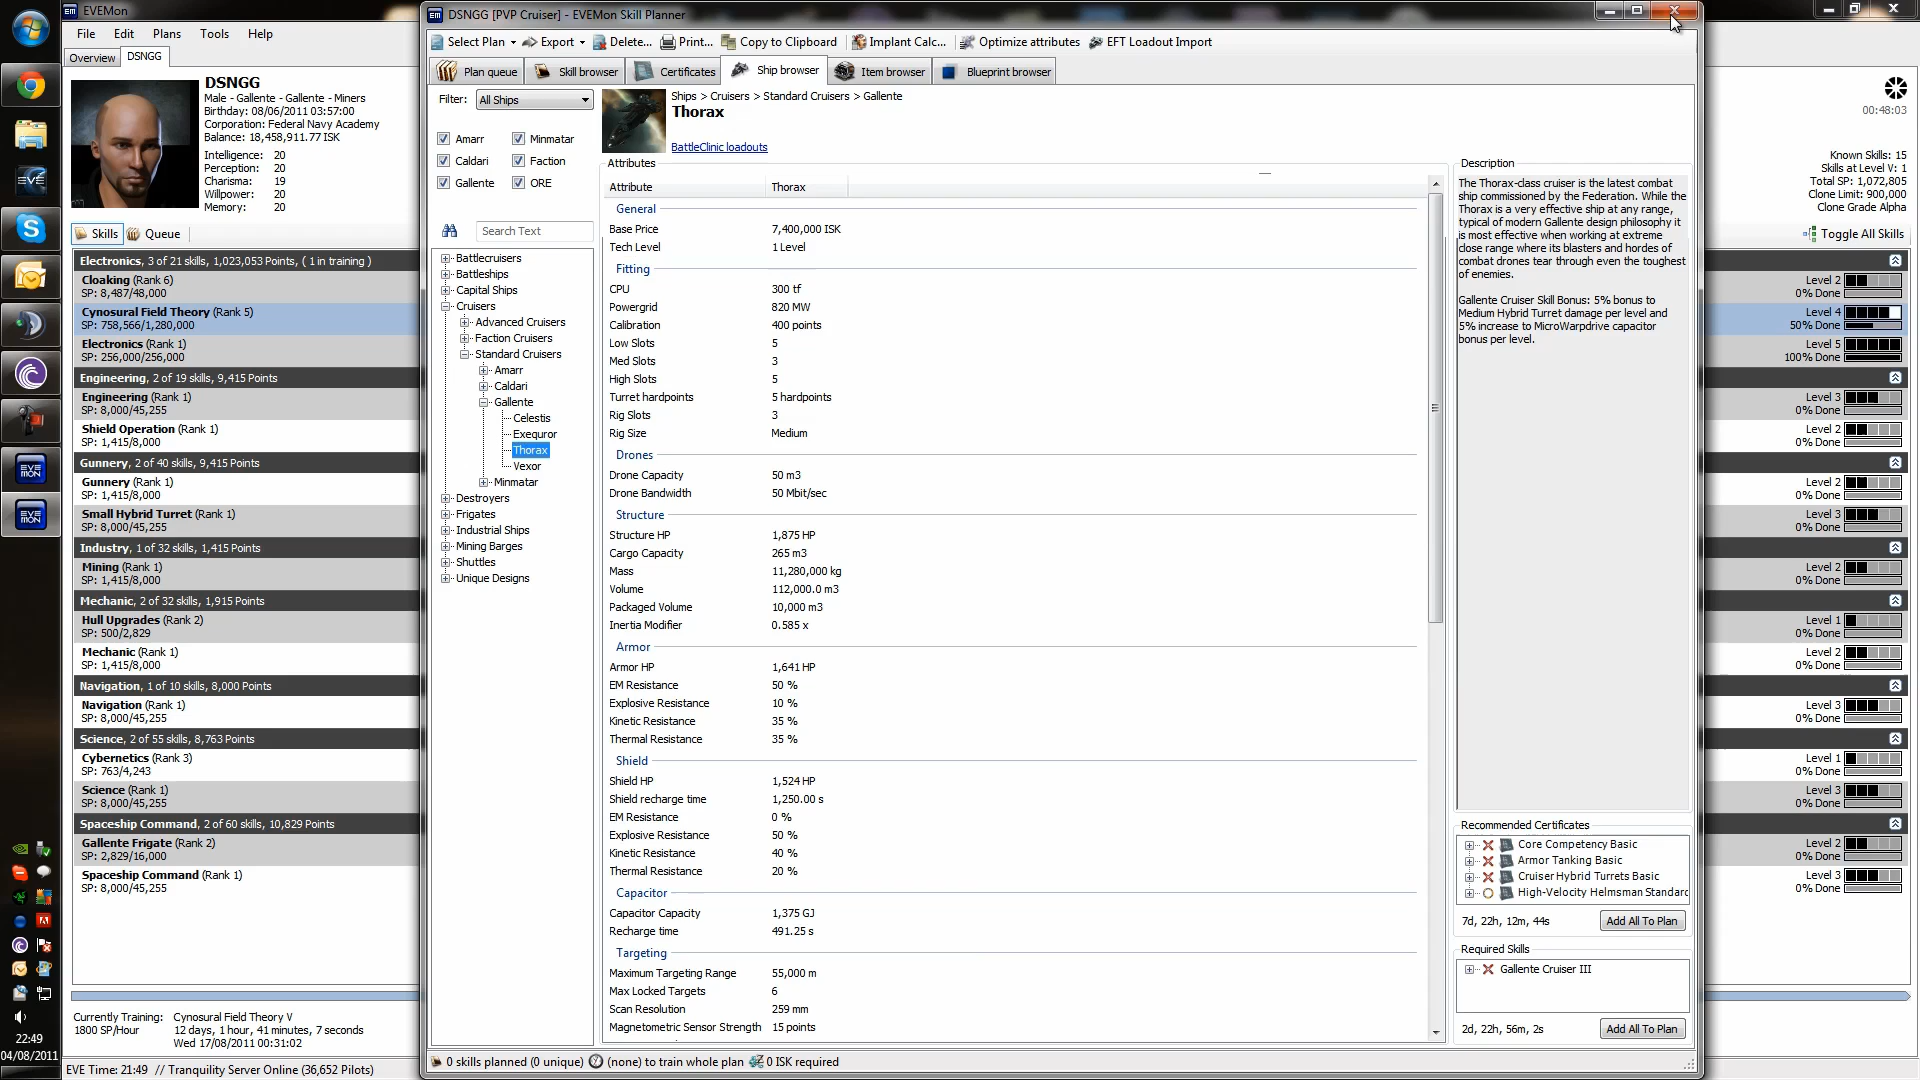 EVEMon
File Edit Plans Tools Help
Overview DSNGG
DSNGG
Male - Gallente - Gallente - Miners
Birthday: 08/06/2011 03:57:00
Corporation: Federal Navy Academy
Balance: 18,458,911.77 ISK
Intelligence: 20
Perception: 20
Charisma: 19
Willpower: 20
Memory: 20
Skills Queue
Electronics, 3 of 21 skills, 1,023,053 Points, ( 1 in training )
Cloaking (Rank 6)
SP: 8,487/48,000
Cynosural Field Theory (Rank 5)
SP: 758,566/1,280,000
Electronics (Rank 1)
SP: 256,000/256,000
Engineering, 2 of 19 skills, 9,415 Points
Engineering (Rank 1)
SP: 8,000/45,255
Shield Operation (Rank 1)
SP: 1,415/8,000
Gunnery, 2 of 40 skills, 9,415 Points
Gunnery (Rank 1)
SP: 1,415/8,000
Small Hybrid Turret (Rank 1)
SP: 8,000/45,255
Industry, 1 of 32 skills, 1,415 Points
Mining (Rank 1)
SP: 1,415/8,000
Mechanic, 2 of 32 skills, 1,915 Points
Hull Upgrades (Rank 2)
SP: 500/2,829
Mechanic (Rank 1)
SP: 1,415/8,000
Navigation, 1 of 10 skills, 8,000 Points
Navigation (Rank 1)
SP: 8,000/45,255
Science, 2 of 55 skills, 8,763 Points
Cybernetics (Rank 3)
SP: 763/4,243
Science (Rank 1)
SP: 8,000/45,255
Spaceship Command, 2 of 60 skills, 10,829 Points
Gallente Frigate (Rank 2)
SP: 2,829/16,000
Spaceship Command (Rank 1)
SP: 8,000/45,255
Currently Training: Cynosural Field Theory V
1800 SP/Hour 12 days, 1 hour, 41 minutes, 7 seconds
Wed 17/08/2011 00:31:02
EVE Time: 21:49 // Tranquility Server Online (36,652 Pilots)
22:49
04/08/2011
EVE
EVE MON
EVE MON
DSNGG [PVP Cruiser] - EVEMon Skill Planner
Select Plan Export Delete... Print... Copy to Clipboard Implant Calc... Optimize attributes EFT Loadout Import
Plan queue Skill browser Certificates Ship browser Item browser Blueprint browser
Filter: All Ships
Amarr Minmatar
Caldari Faction
Gallente ORE
Search Text
Battlecruisers
Battleships
Capital Ships
Cruisers
Advanced Cruisers
Faction Cruisers
Standard Cruisers
Amarr
Caldari
Gallente
Celestis
Exequror
Thorax
Vexor
Minmatar
Destroyers
Frigates
Industrial Ships
Mining Barges
Shuttles
Unique Designs
Ships > Cruisers > Standard Cruisers > Gallente
Thorax
BattleClinic loadouts
Attributes
Attribute Thorax
General
Base Price 7,400,000 ISK
Tech Level 1 Level
Fitting
CPU 300 tf
Powergrid 820 MW
Calibration 400 points
Low Slots 5
Med Slots 3
High Slots 5
Turret hardpoints 5 hardpoints
Rig Slots 3
Rig Size Medium
Drones
Drone Capacity 50 m3
Drone Bandwidth 50 Mbit/sec
Structure
Structure HP 1,875 HP
Cargo Capacity 265 m3
Mass 11,280,000 kg
Volume 112,000.0 m3
Packaged Volume 10,000 m3
Inertia Modifier 0.585 x
Armor
Armor HP 1,641 HP
EM Resistance 50 %
Explosive Resistance 10 %
Kinetic Resistance 35 %
Thermal Resistance 35 %
Shield
Shield HP 1,524 HP
Shield recharge time 1,250.00 s
EM Resistance 0 %
Explosive Resistance 50 %
Kinetic Resistance 40 %
Thermal Resistance 20 %
Capacitor
Capacitor Capacity 1,375 GJ
Recharge time 491.25 s
Targeting
Maximum Targeting Range 55,000 m
Max Locked Targets 6
Scan Resolution 259 mm
Magnetometric Sensor Strength 15 points
0 skills planned (0 unique) (none) to train whole plan 0 ISK required
Description
The Thorax-class cruiser is the latest combat
ship commissioned by the Federation. While the
Thorax is a very effective ship at any range,
typical of modern Gallente design philosophy it
is most effective when working at extreme
close range where its blasters and hordes of
combat drones tear through even the toughest
of enemies.
Gallente Cruiser Skill Bonus: 5% bonus to
Medium Hybrid Turret damage per level and
5% increase to MicroWarpdrive capacitor
bonus per level.
Recommended Certificates
Core Competency Basic
Armor Tanking Basic
Cruiser Hybrid Turrets Basic
High-Velocity Helmsman Standard
7d, 22h, 12m, 44s Add All To Plan
Required Skills
Gallente Cruiser III
2d, 22h, 56m, 2s Add All To Plan
00:48:03
Known Skills: 15
Skills at Level V: 1
Total SP: 1,072,805
Clone Limit: 900,000
Clone Grade Alpha
Toggle All Skills
Level 2
0% Done
Level 4
50% Done
Level 5
100% Done
Level 3
0% Done
Level 2
0% Done
Level 2
0% Done
Level 3
0% Done
Level 2
0% Done
Level 1
0% Done
Level 2
0% Done
Level 3
0% Done
Level 1
0% Done
Level 3
0% Done
Level 2
0% Done
Level 3
0% Done